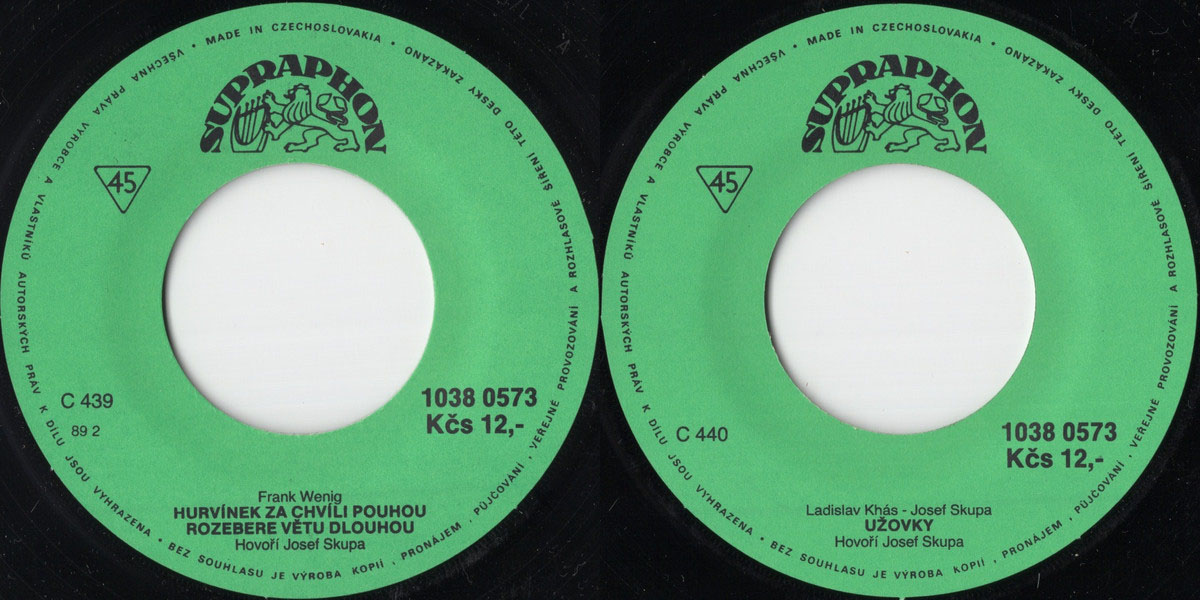 SUPRAPHON
45
C 439
89 2
1038 0573
Kčs 12,-
Frank Wenig
HURVÍNEK ZA CHVÍLI POUHOU
ROZEBERE VĚTU DLOUHOU
Hovoří Josef Skupa
MADE IN CZECHOSLOVAKIA • VŠECHNA PRÁVA VÝROBCE A VLASTNÍKŮ AUTORSKÝCH PRÁV K DÍLU JSOU VYHRAZENA • BEZ SOUHLASU JE VÝROBA KOPIÍ , PRONÁJEM , PŮJČOVÁNÍ , VEŘEJNÉ PROVOZOVÁNÍ A ROZHLASOVÉ ŠÍŘENÍ TÉTO DESKY ZAKÁZÁNO •
SUPRAPHON
45
C 440
1038 0573
Kčs 12,-
Ladislav Khás - Josef Skupa
UŽOVKY
Hovoří Josef Skupa
MADE IN CZECHOSLOVAKIA • VŠECHNA PRÁVA VÝROBCE A VLASTNÍKŮ AUTORSKÝCH PRÁV K DÍLU JSOU VYHRAZENA • BEZ SOUHLASU JE VÝROBA KOPIÍ , PRONÁJEM , PŮJČOVÁNÍ , VEŘEJNÉ PROVOZOVÁNÍ A ROZHLASOVÉ ŠÍŘENÍ TÉTO DESKY ZAKÁZÁNO •